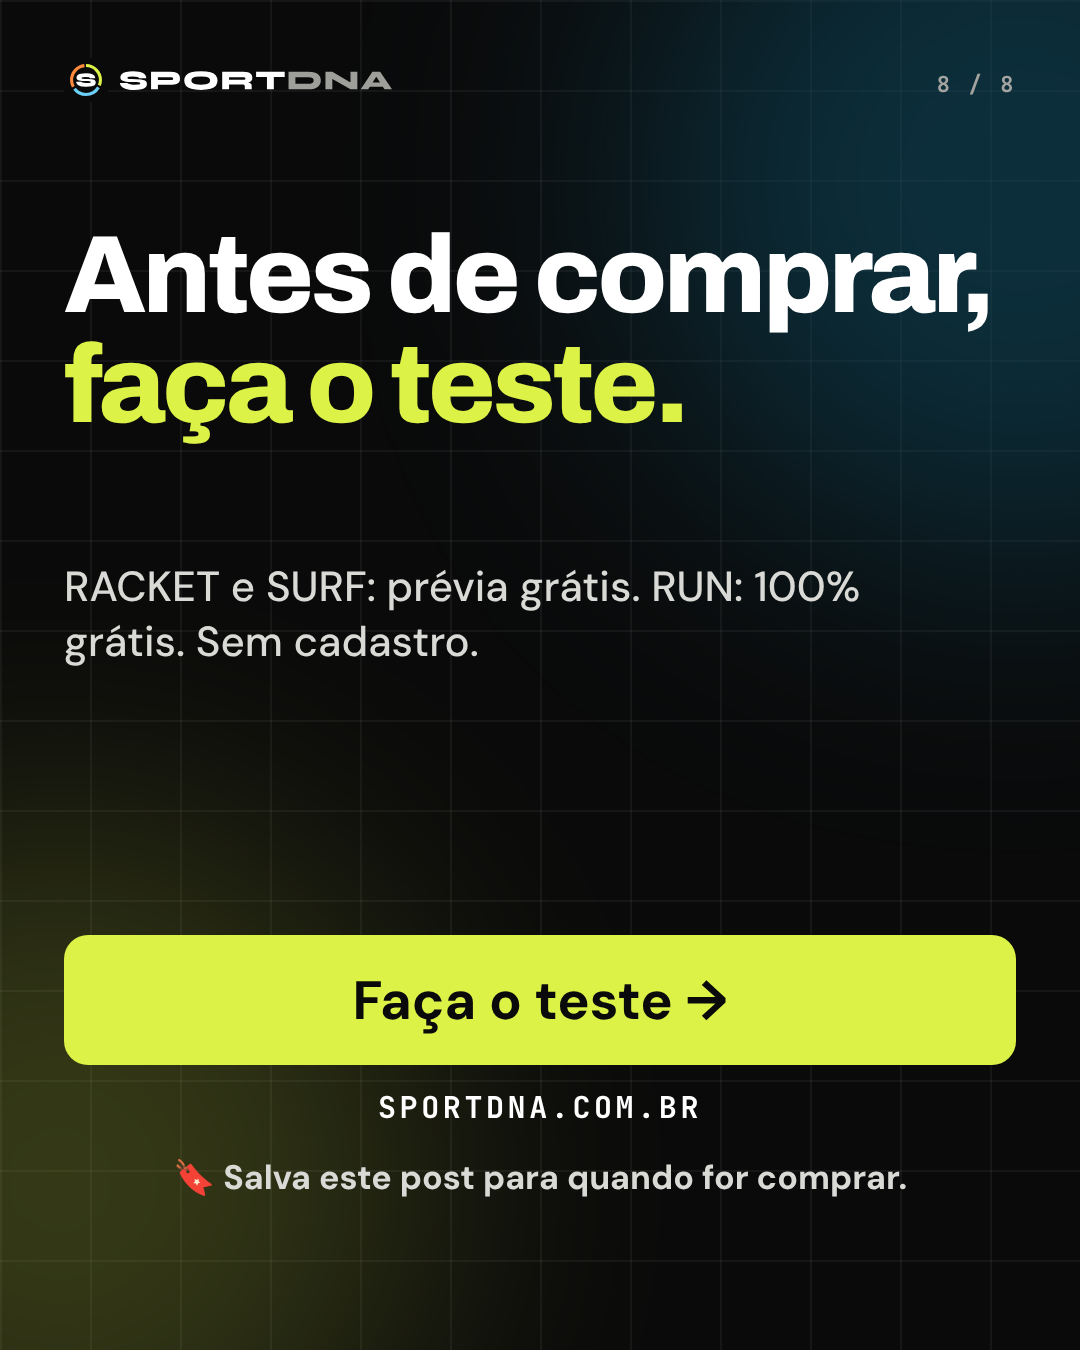 SPORTDNA
8 / 8
Antes de comprar,
faça o teste.
RACKET e SURF: prévia grátis. RUN: 100%
grátis. Sem cadastro.
Faça o teste →
SPORTDNA.COM.BR
🔖 Salva este post para quando for comprar.